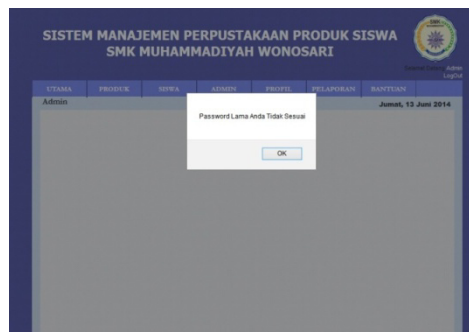 SISTEM MANAJEMEN PERPUSTAKAAN PRODUK SISWA
SMK MUHAMMADIYAH WONOSARI
Admin
LogOut
UTAMA PRODUK SISWA ADMIN PROFIL PELAPORAN BANTUAN
Admin Jumat, 13 Juni 2014
Password Lama Anda Tidak Sesuai
OK